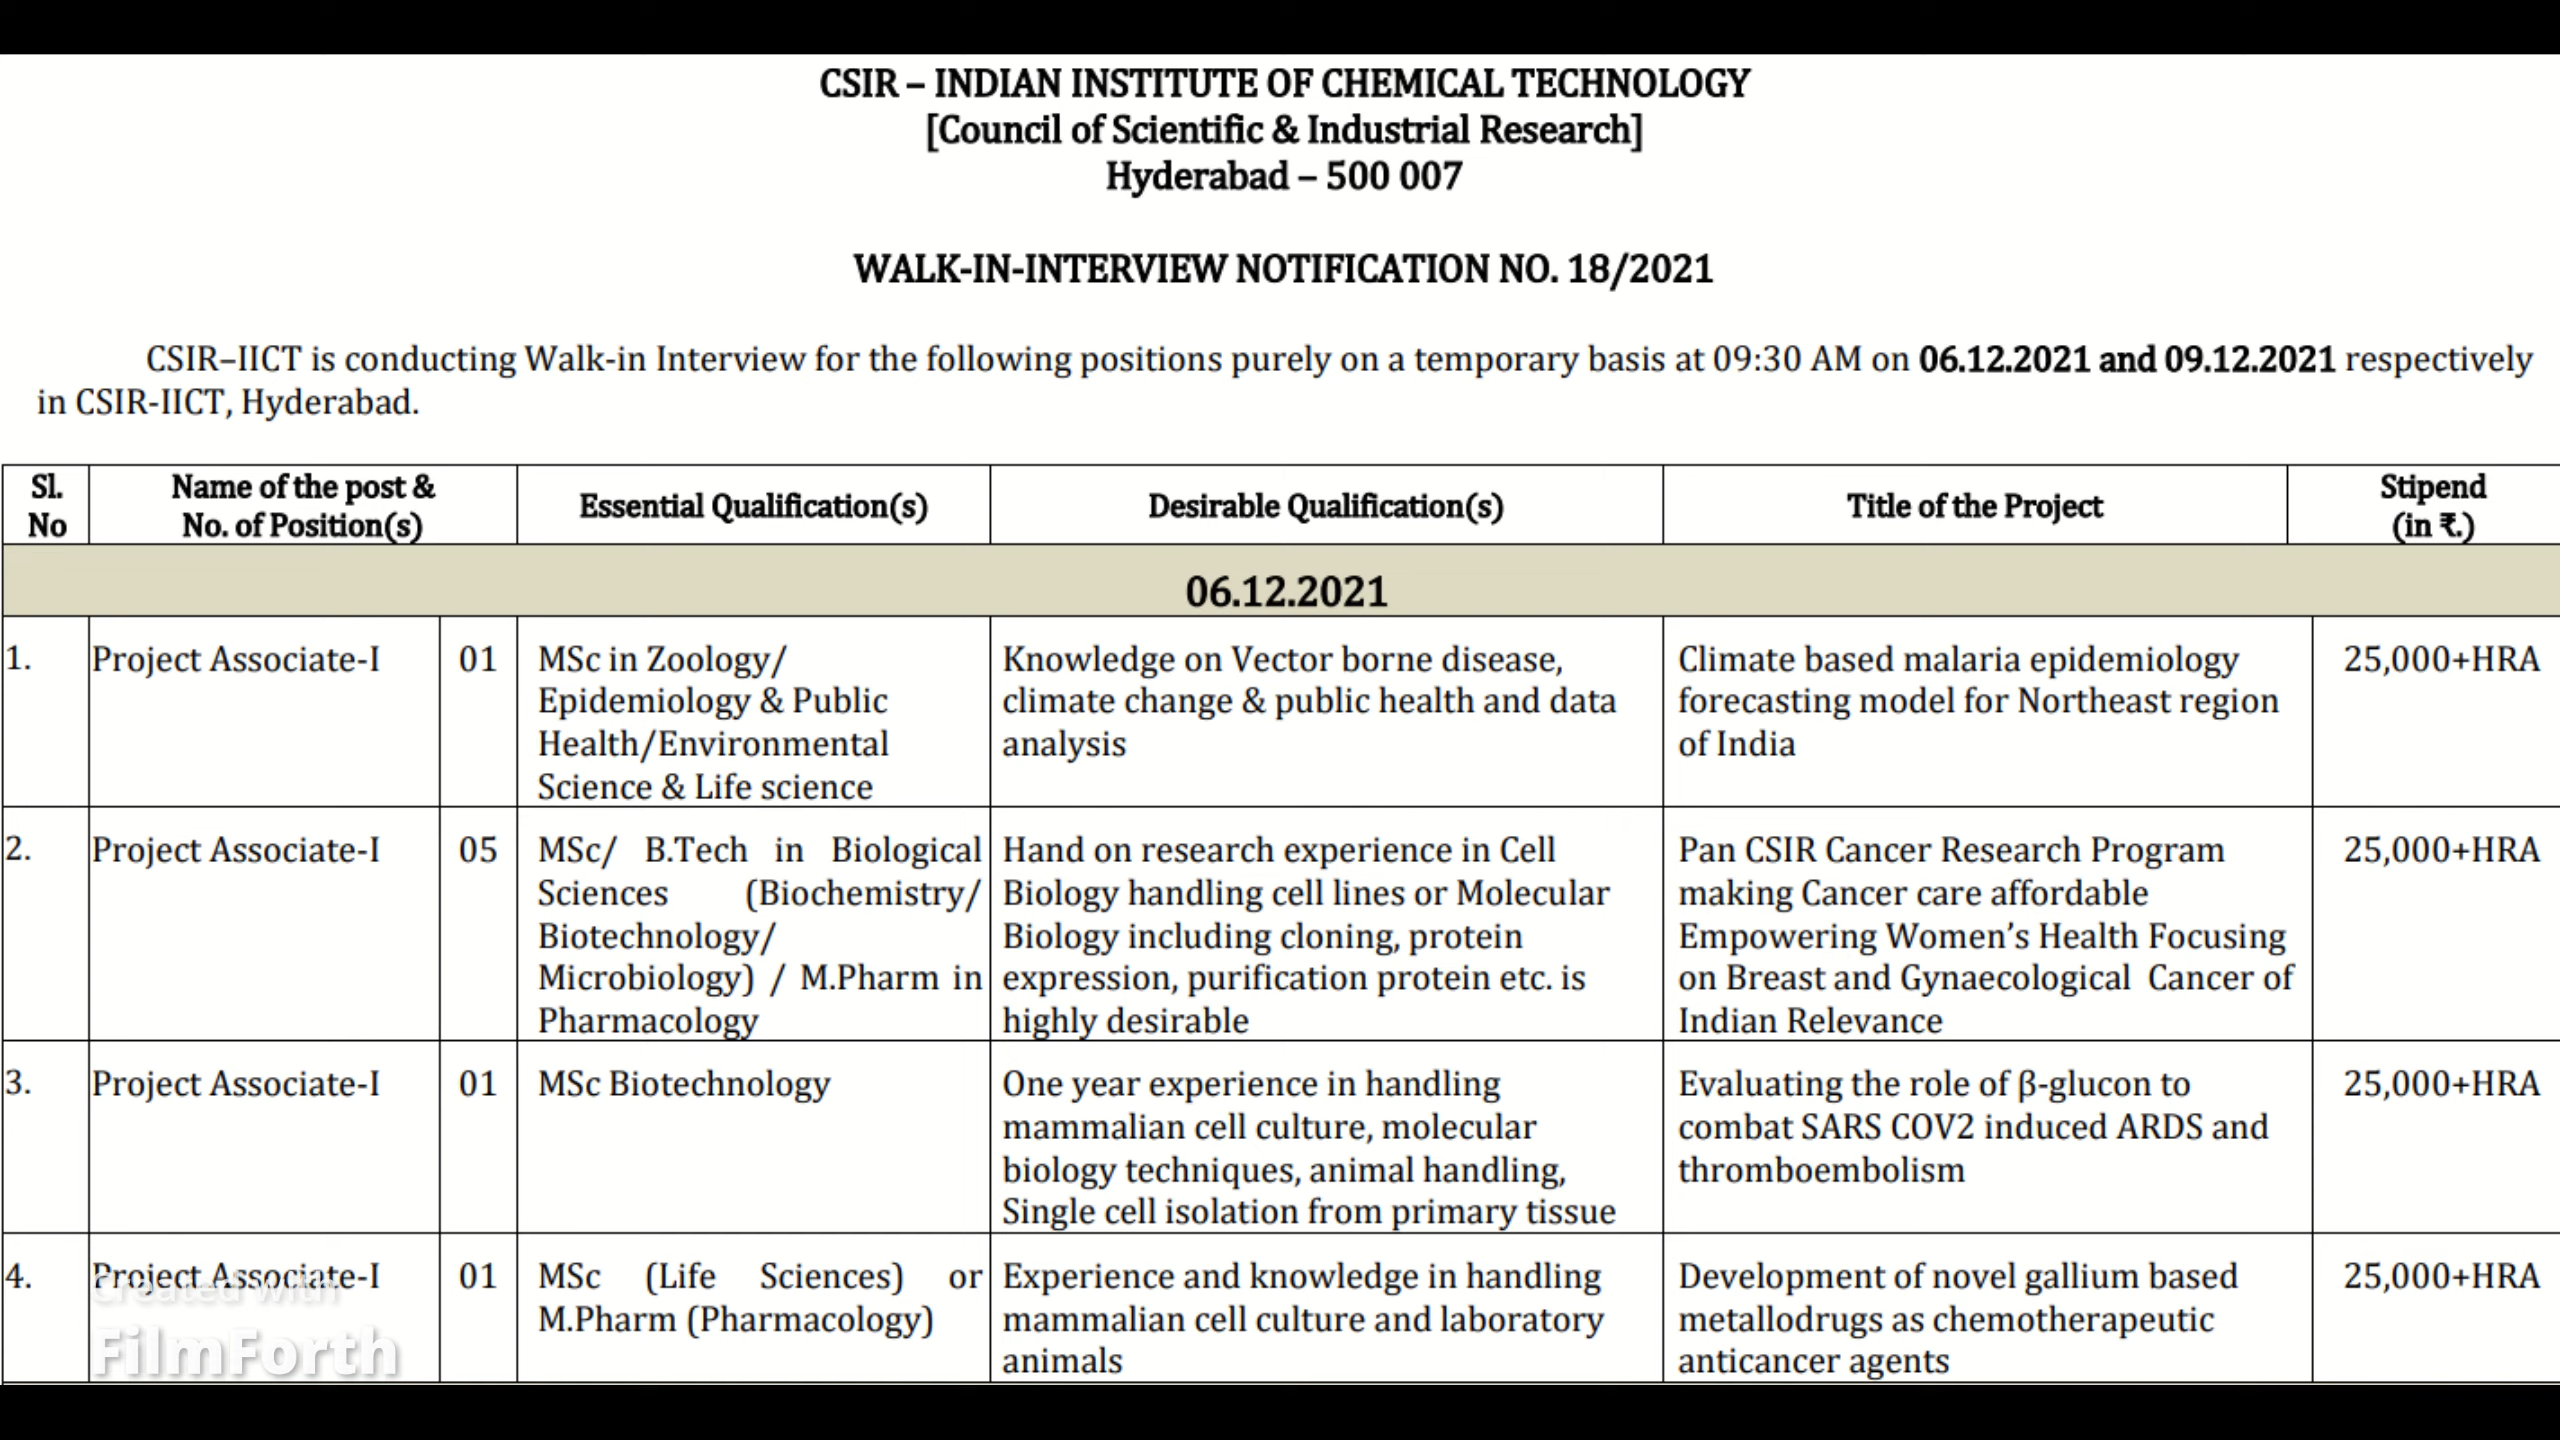 CSIR – INDIAN INSTITUTE OF CHEMICAL TECHNOLOGY
[Council of Scientific & Industrial Research]
Hyderabad – 500 007
WALK-IN-INTERVIEW NOTIFICATION NO. 18/2021
CSIR–IICT is conducting Walk-in Interview for the following positions purely on a temporary basis at 09:30 AM on 06.12.2021 and 09.12.2021 respectively
in CSIR-IICT, Hyderabad.
Sl.
No
Name of the post &
No. of Position(s)
Essential Qualification(s)
Desirable Qualification(s)
Title of the Project
Stipend
(in ₹.)
06.12.2021
1.
Project Associate-I
01
MSc in Zoology/
Epidemiology & Public
Health/Environmental
Science & Life science
Knowledge on Vector borne disease,
climate change & public health and data
analysis
Climate based malaria epidemiology
forecasting model for Northeast region
of India
25,000+HRA
2.
Project Associate-I
05
MSc/ B.Tech in Biological
Sciences (Biochemistry/
Biotechnology/
Microbiology) / M.Pharm in
Pharmacology
Hand on research experience in Cell
Biology handling cell lines or Molecular
Biology including cloning, protein
expression, purification protein etc. is
highly desirable
Pan CSIR Cancer Research Program
making Cancer care affordable
Empowering Women’s Health Focusing
on Breast and Gynaecological Cancer of
Indian Relevance
25,000+HRA
3.
Project Associate-I
01
MSc Biotechnology
One year experience in handling
mammalian cell culture, molecular
biology techniques, animal handling,
Single cell isolation from primary tissue
Evaluating the role of β-glucon to
combat SARS COV2 induced ARDS and
thromboembolism
25,000+HRA
4.
Project Associate-I
01
MSc (Life Sciences) or
M.Pharm (Pharmacology)
Experience and knowledge in handling
mammalian cell culture and laboratory
animals
Development of novel gallium based
metallodrugs as chemotherapeutic
anticancer agents
25,000+HRA
Created with
FilmForth